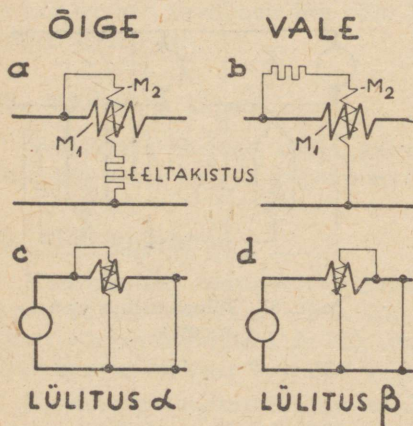 ÕIGE VALE
a b
M₂ M₂
M₁ M₁
EELTAKISTUS
c d
LÜLITUS α LÜLITUS β